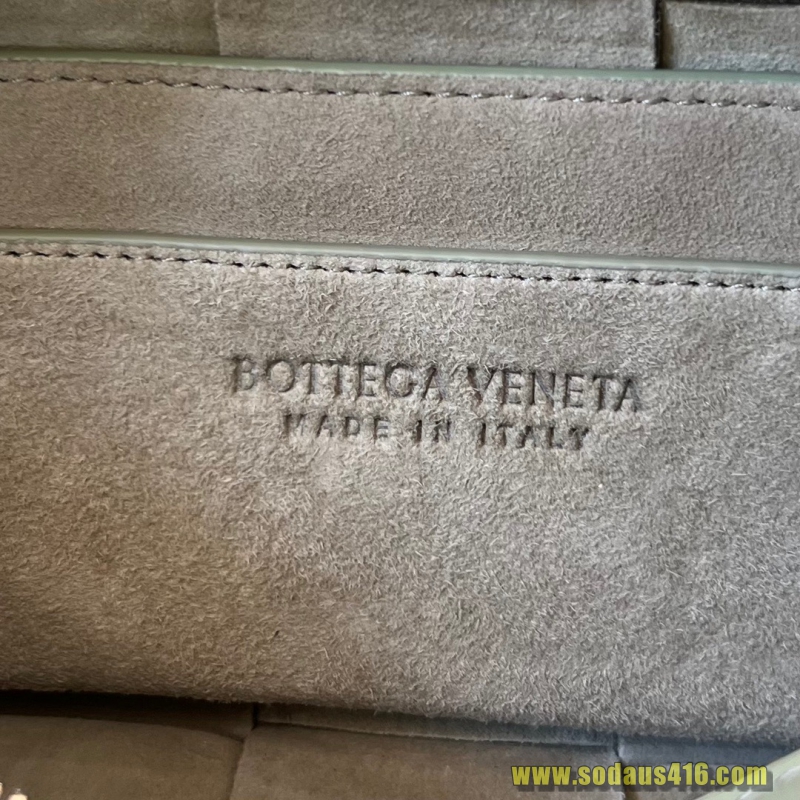 BOTTEGA VENETA
MADE IN ITALY
www.sodaus416.com